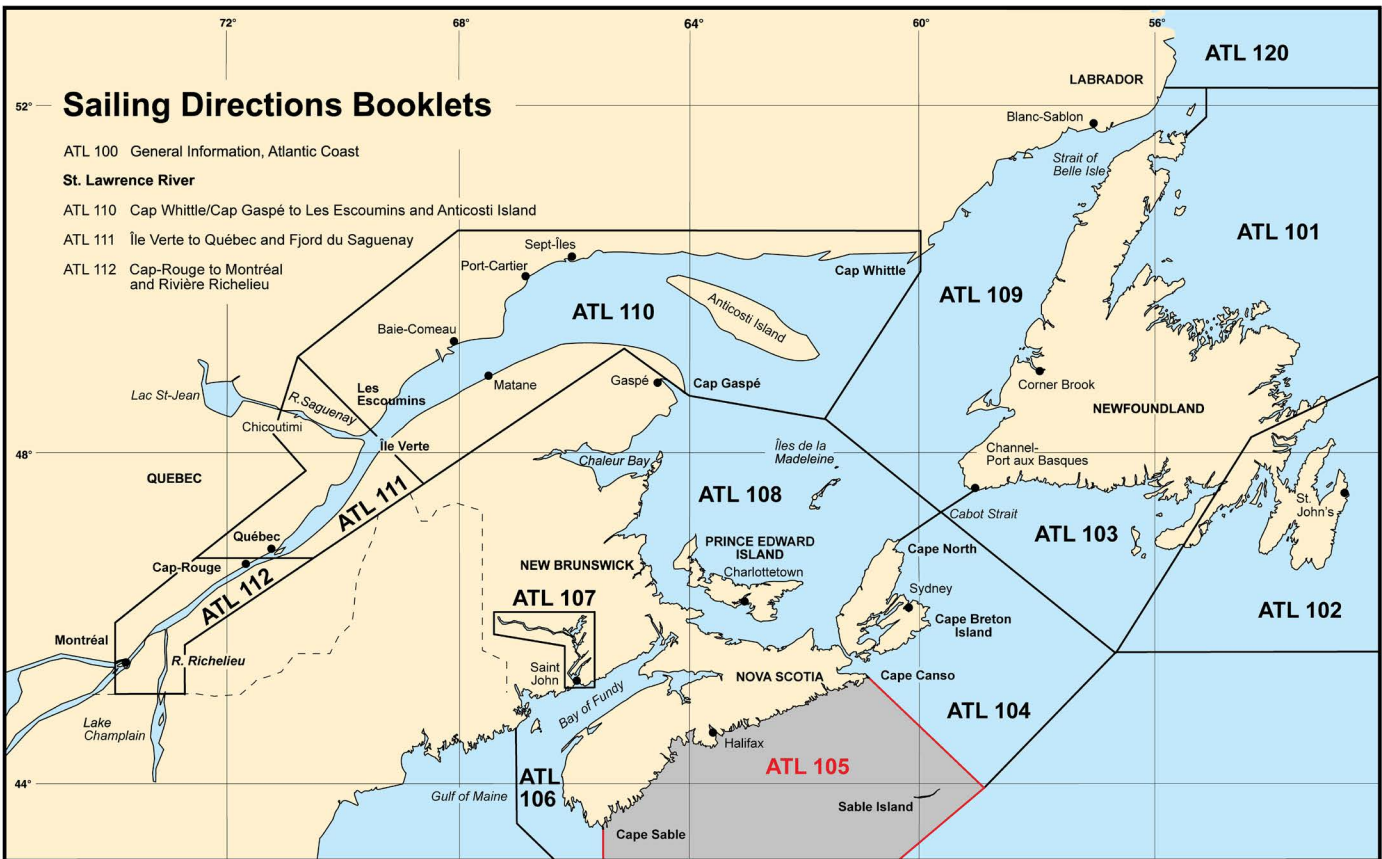 72°
68°
64°
60°
56°
ATL 120
LABRADOR
52°
Sailing Directions Booklets
Blanc-Sablon
ATL 100 General Information, Atlantic Coast
Strait of
Belle Isle
St. Lawrence River
ATL 110 Cap Whittle/Cap Gaspé to Les Escoumins and Anticosti Island
ATL 111 Île Verte to Québec and Fjord du Saguenay
ATL 112 Cap-Rouge to Montréal
and Rivière Richelieu
ATL 101
Sept-Îles
Port-Cartier
Cap Whittle
ATL 109
ATL 110
Anticosti Island
Baie-Comeau
Matane
Gaspé
Cap Gaspé
Corner Brook
Lac St-Jean
Les
Escoumins
R.Saguenay
Chicoutimi
NEWFOUNDLAND
Île Verte
48°
Îles de la
Madeleine
Channel-
Port aux Basques
Chaleur Bay
QUEBEC
ATL 111
ATL 108
St.
John's
Cabot Strait
Québec
ATL 103
PRINCE EDWARD
ISLAND
Cape North
Cap-Rouge
NEW BRUNSWICK
Charlottetown
ATL 112
ATL 107
Sydney
ATL 102
Cape Breton
Island
Montréal
R. Richelieu
Saint
John
NOVA SCOTIA
Cape Canso
Bay of Fundy
ATL 104
Lake
Champlain
Halifax
ATL 105
44°
ATL
106
Gulf of Maine
Sable Island
Cape Sable